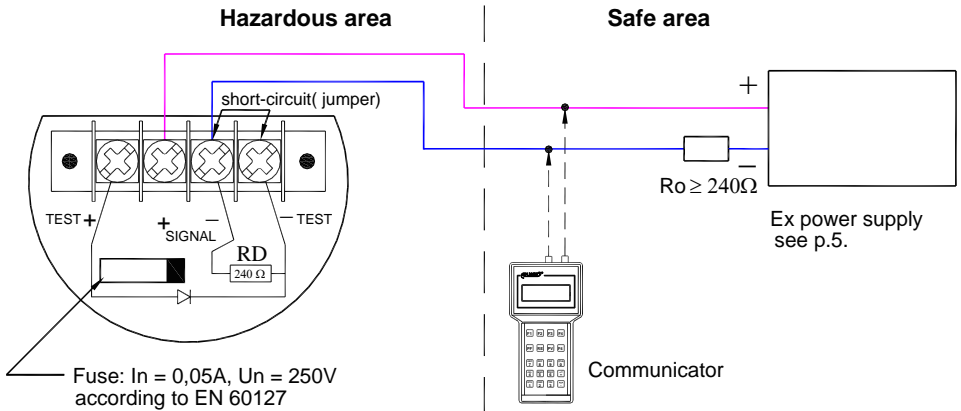 Hazardous area
Safe area
short-circuit( jumper)
+
Ro ≥ 240Ω
−
TEST +
+
SIGNAL
−
− TEST
RD
240 Ω
Ex power supply
see p.5.
Communicator
Fuse: In = 0,05A, Un = 250V
according to EN 60127